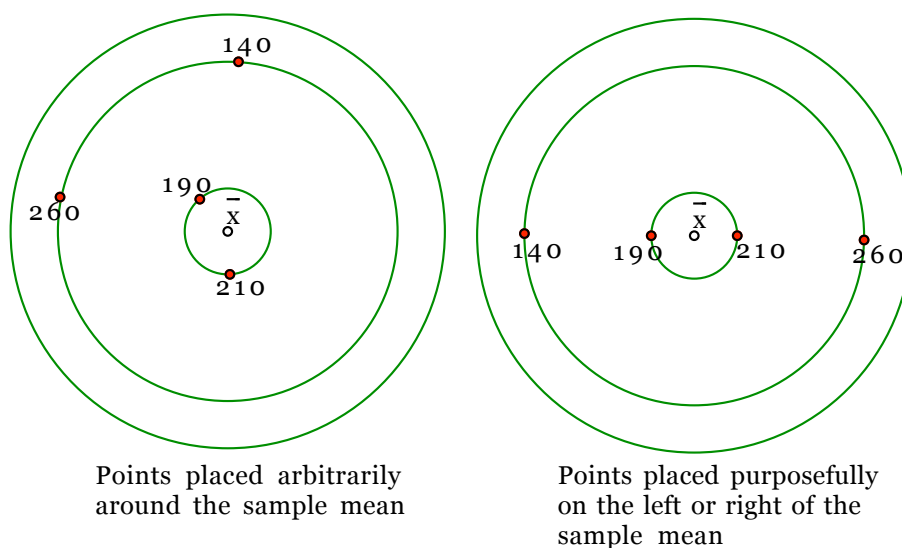 140
190
x̄
260
210
Points placed arbitrarily
around the sample mean
x̄
140
190
210
260
Points placed purposefully
on the left or right of the
sample mean